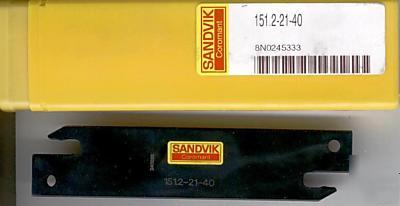 SANDVIK
Coromant
151.2-21-40
8N0245333
SANDVIK
Coromant
151.2-21-40